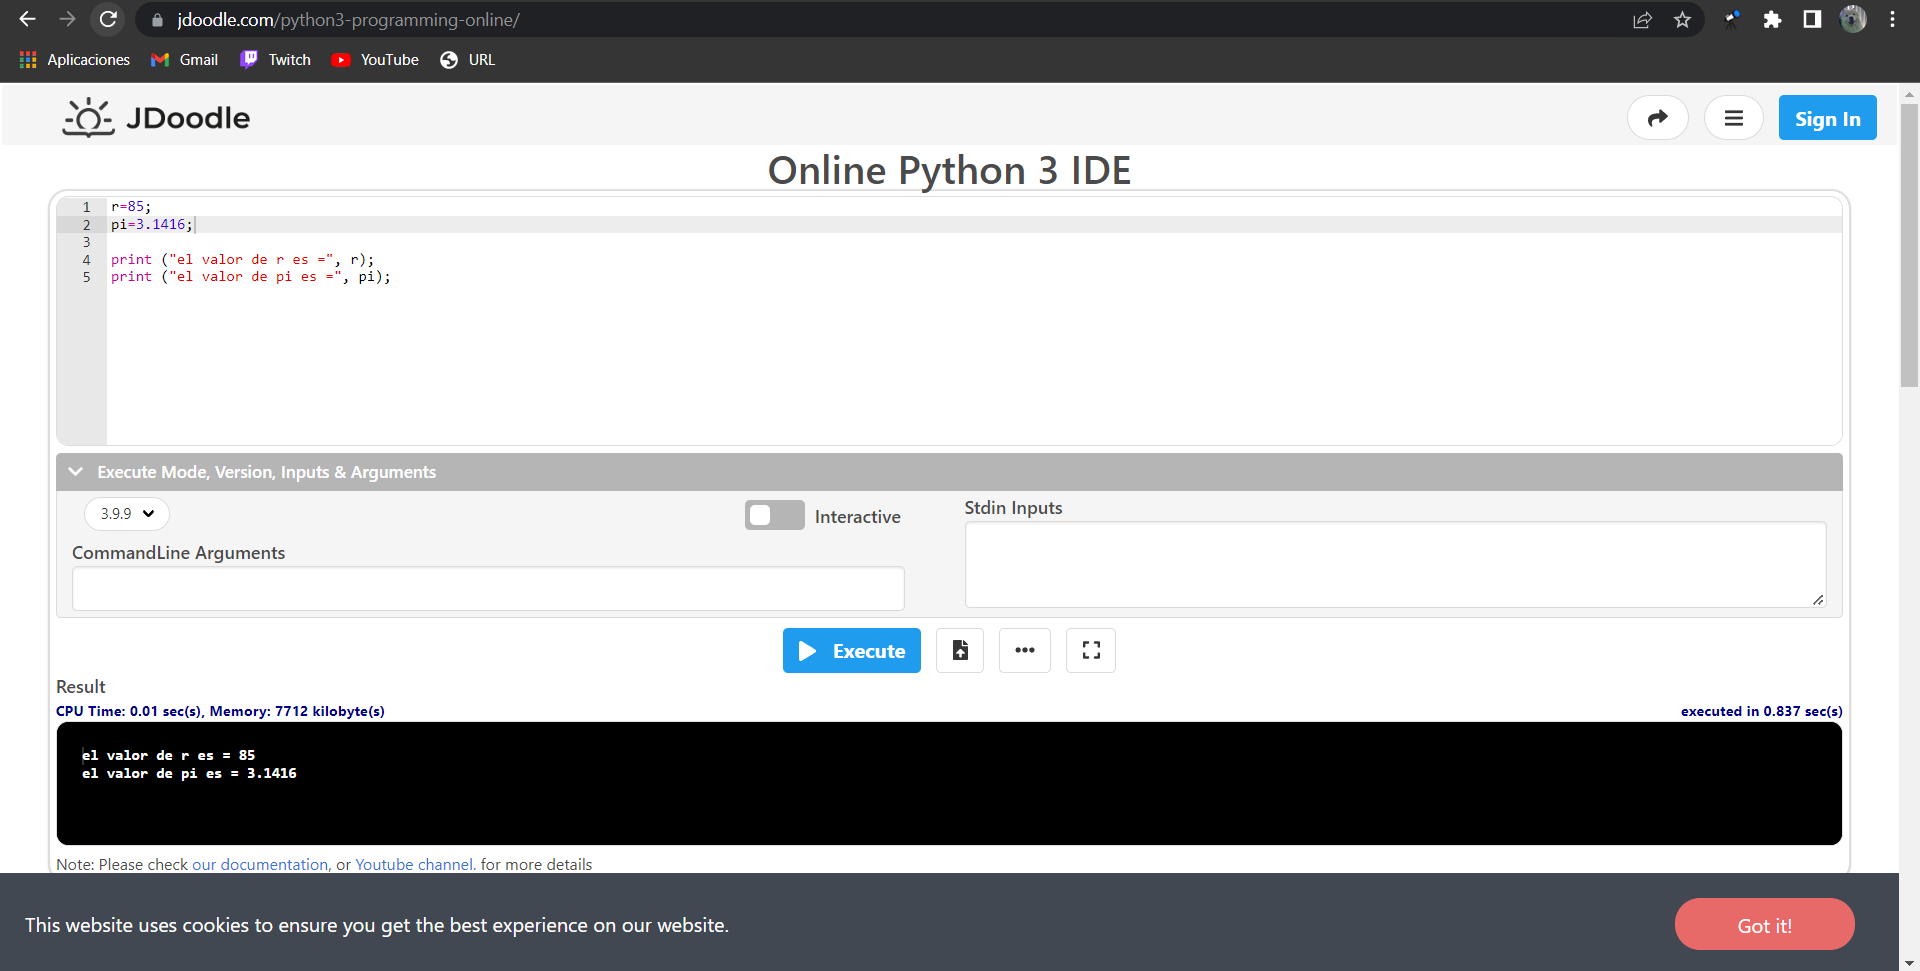 jdoodle.com/python3-programming-online/
Aplicaciones Gmail Twitch YouTube URL
JDoodle
Sign In
Online Python 3 IDE
1 r=85;
2 pi=3.1416;
3
4 print ("el valor de r es =", r);
5 print ("el valor de pi es =", pi);
Execute Mode, Version, Inputs & Arguments
3.9.9
Interactive
Stdin Inputs
CommandLine Arguments
Execute
Result
CPU Time: 0.01 sec(s), Memory: 7712 kilobyte(s)
executed in 0.837 sec(s)
el valor de r es = 85
el valor de pi es = 3.1416
Note: Please check our documentation, or Youtube channel. for more details
This website uses cookies to ensure you get the best experience on our website.
Got it!